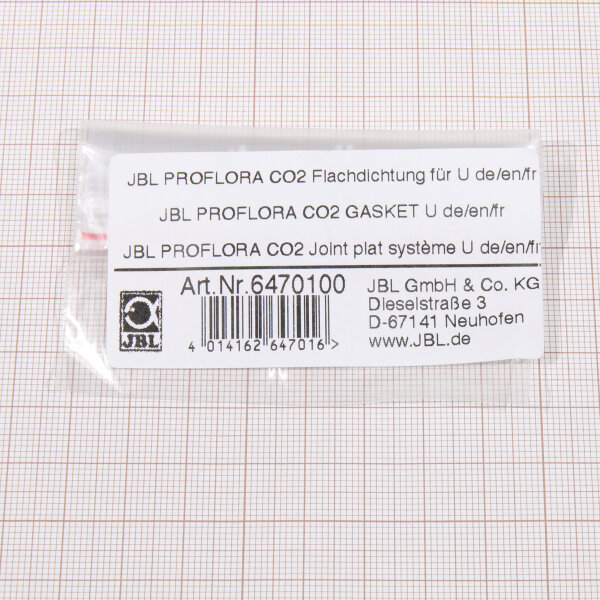 JBL PROFLORA CO2 Flachdichtung für U de/en/fr
JBL PROFLORA CO2 GASKET U de/en/fr
JBL PROFLORA CO2 Joint plat système U de/en/fr
Art.Nr.6470100
JBL GmbH & Co. KG
Dieselstraße 3
D-67141 Neuhofen
www.JBL.de
JBL
4 014162 647016 >